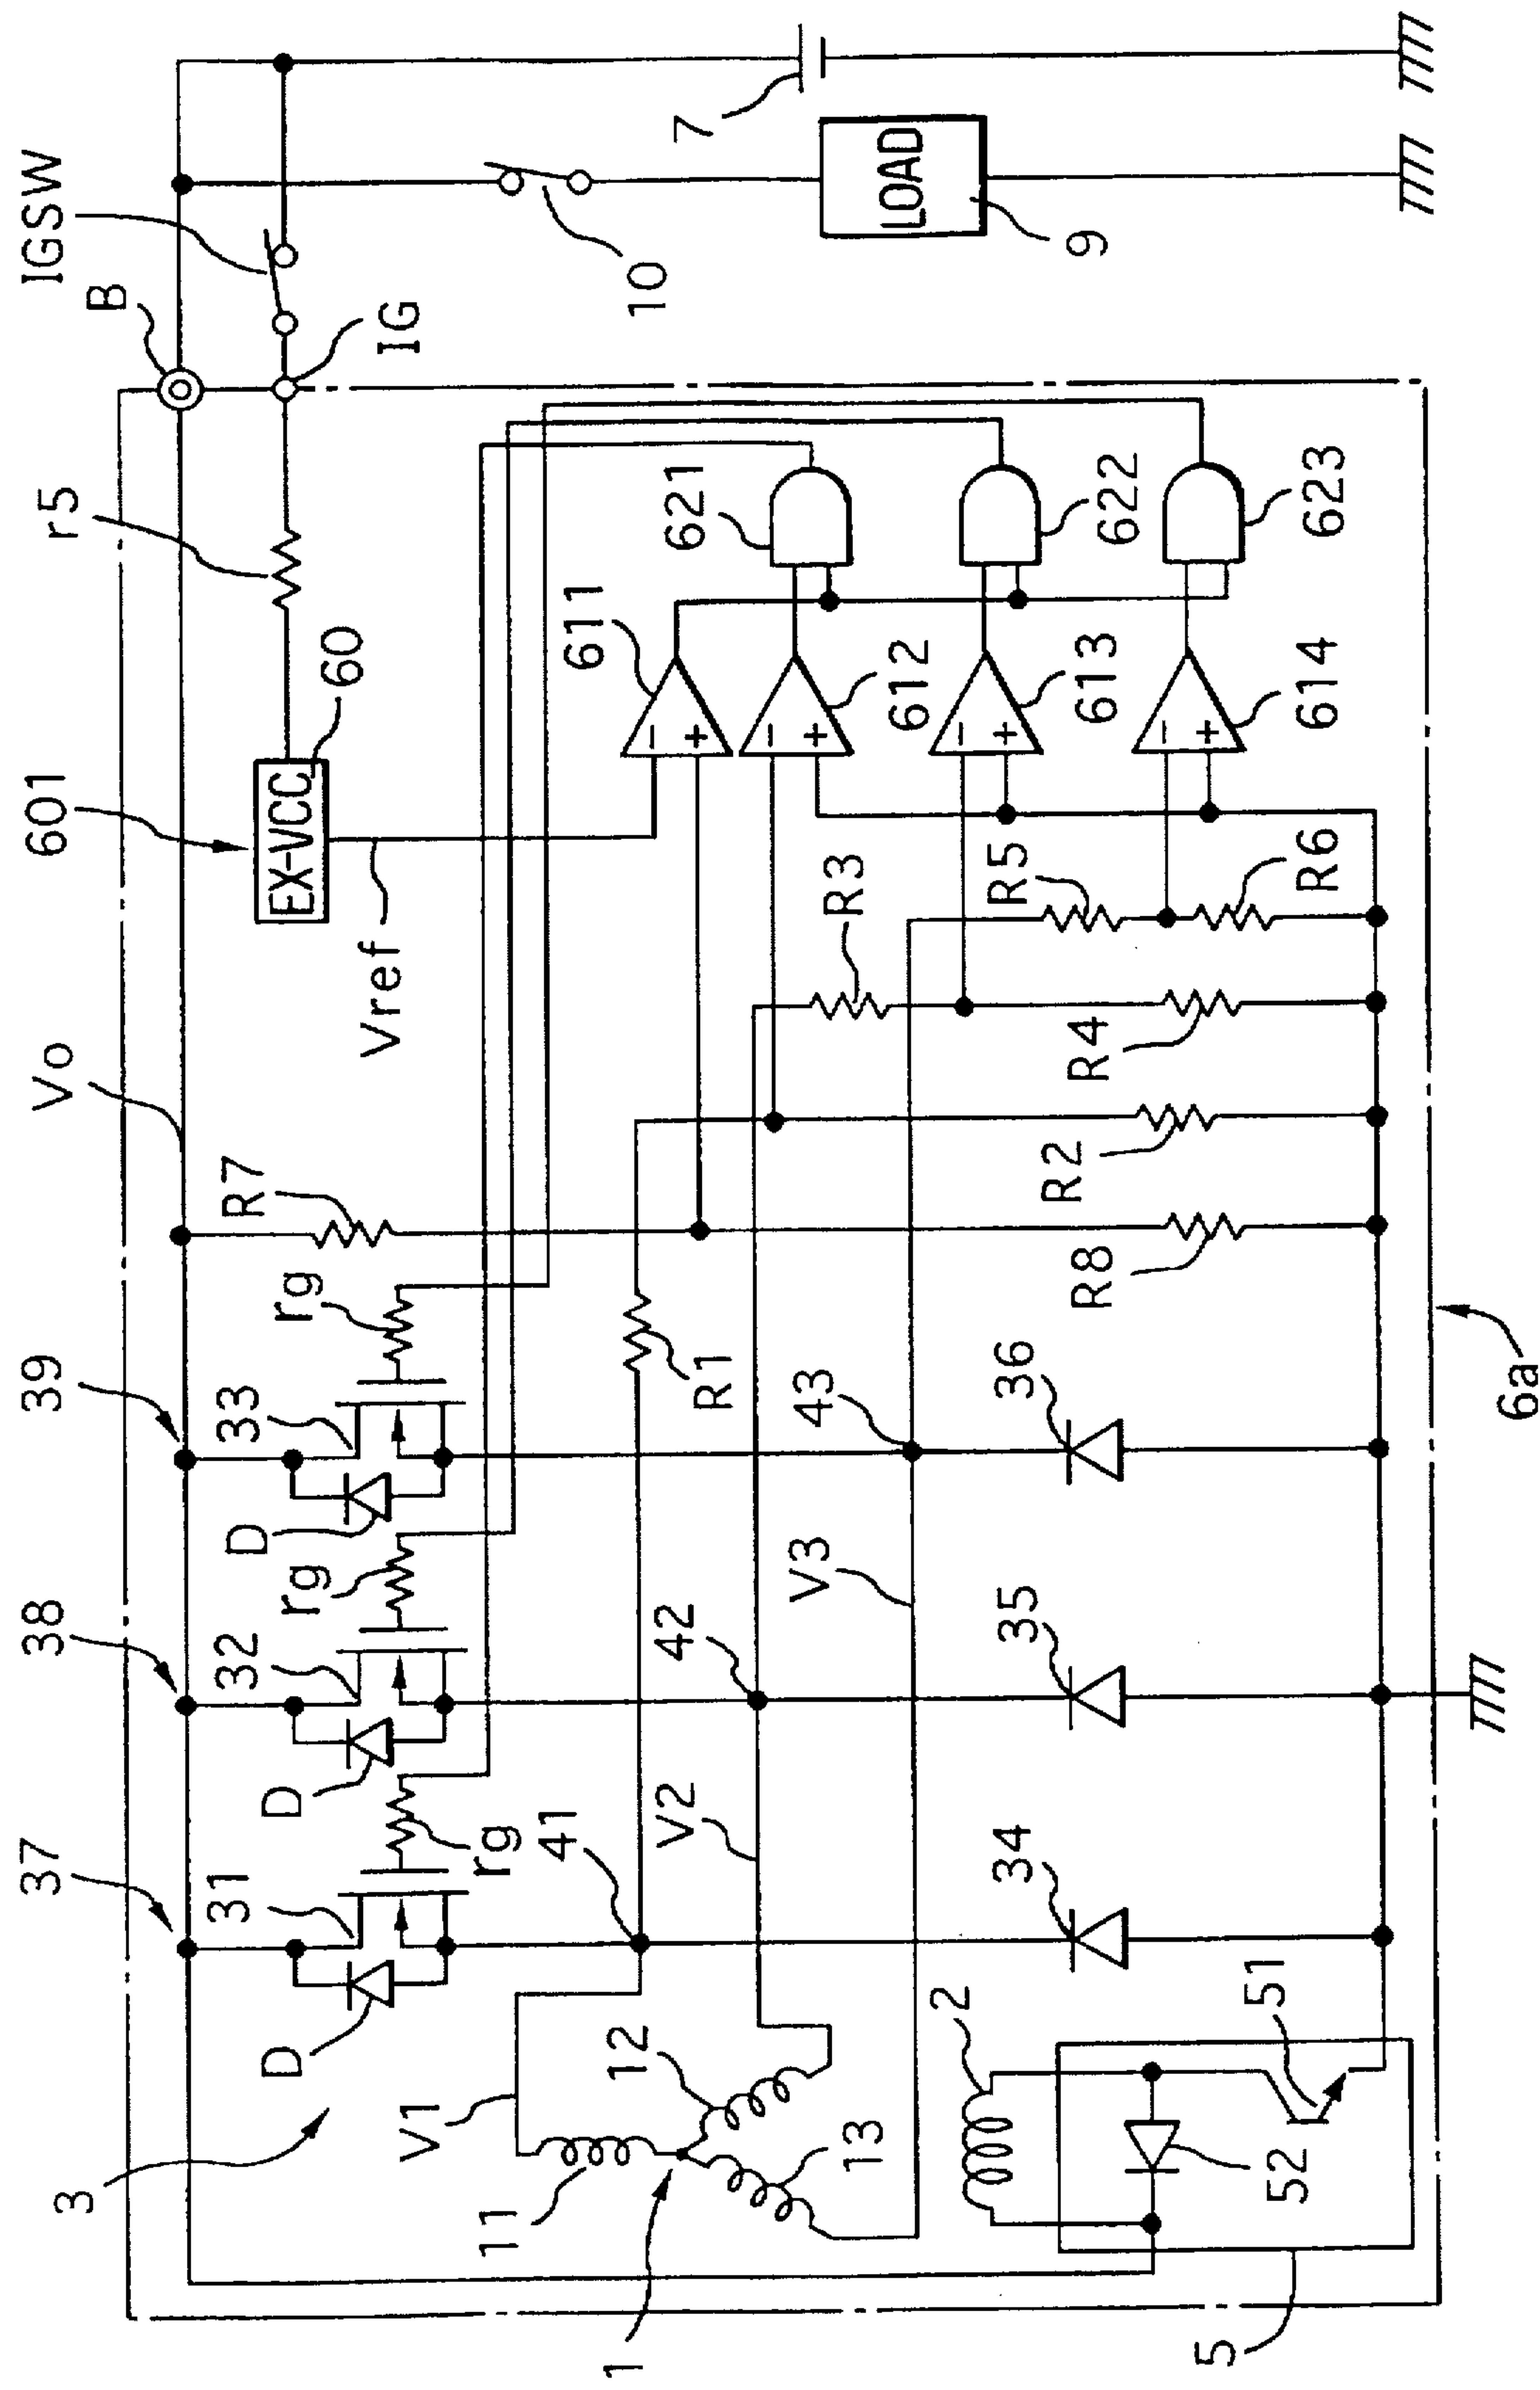 37
38
39
Vo
601
r5
B
IGSW
D
31
D
32
D
33
rg
rg
rg
R7
EX-VCC
60
IG
10
7
3
V1
41
R1
Vref
611
621
LOAD
9
11
12
V2
42
R3
612
1
13
V3
43
R5
613
622
2
34
35
36
R8
R2
R4
R6
614
623
52
51
5
6a
−
+
−
+
−
+
−
+